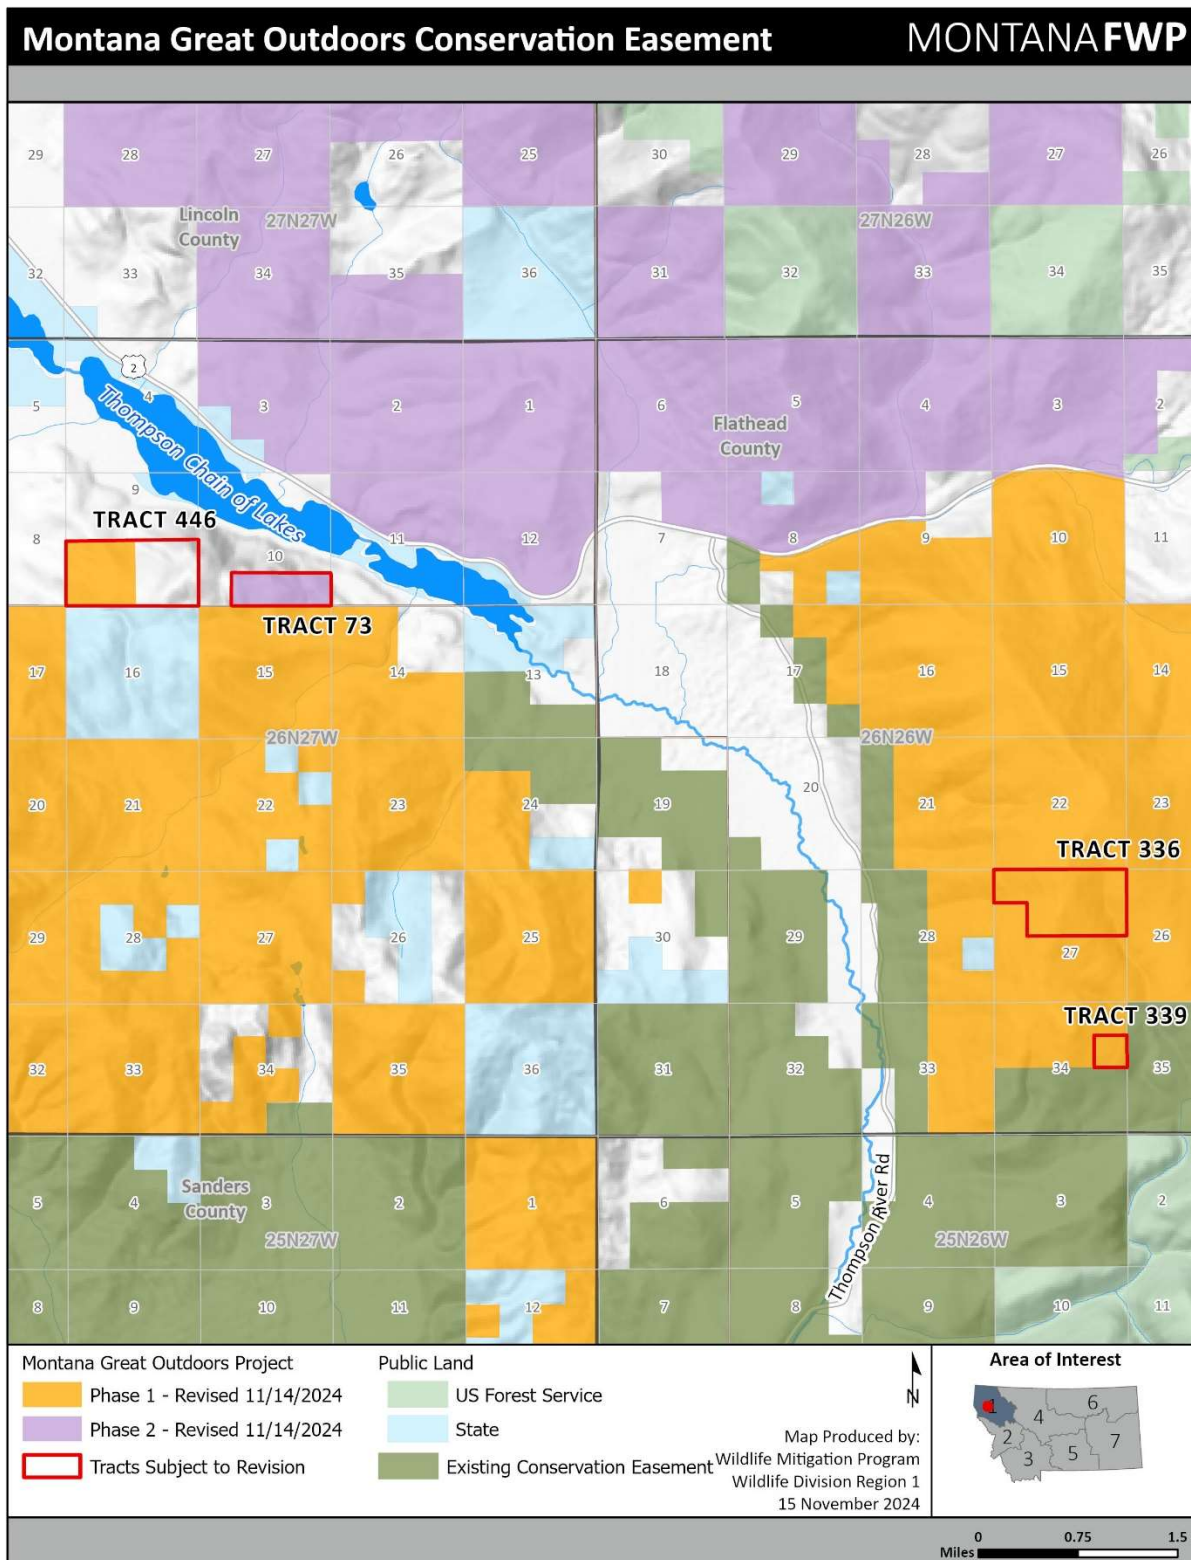 Montana Great Outdoors Conservation Easement
MONTANA FWP
29 28 27 26 25 30 29 28 27 26
Lincoln County
27N27W
27N26W
32 33 34 35 36 31 32 33 34 35
2
5 4 3 2 1 6 5 4 3 2
Thompson Chain of Lakes
Flathead County
9
TRACT 446
8 10 11 12 7 8 9 10 11
TRACT 73
17 16 15 14 13 18 17 16 15 14
26N27W
26N26W
20 21 22 23 24 19 20 21 22 23
TRACT 336
29 28 27 26 25 30 29 28 27 26
TRACT 339
32 33 34 35 36 31 32 33 34 35
Sanders County
5 4 3 2 1 6 5 4 3 2
25N27W
25N26W
Thompson River Rd
8 9 10 11 12 7 8 9 10 11
Montana Great Outdoors Project
Phase 1 - Revised 11/14/2024
Phase 2 - Revised 11/14/2024
Tracts Subject to Revision
Public Land
US Forest Service
State
Existing Conservation Easement
N
Map Produced by:
Wildlife Mitigation Program
Wildlife Division Region 1
15 November 2024
Area of Interest
1 4 6
2 7
3 5
0 0.75 1.5
Miles